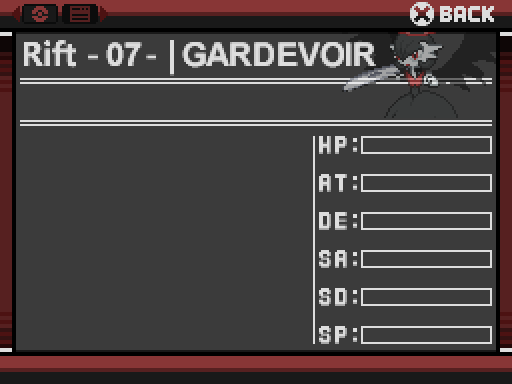 BACK
Rift - 07 - | GARDEVOIR
HP:
AT:
DE:
SA:
SD:
SP: